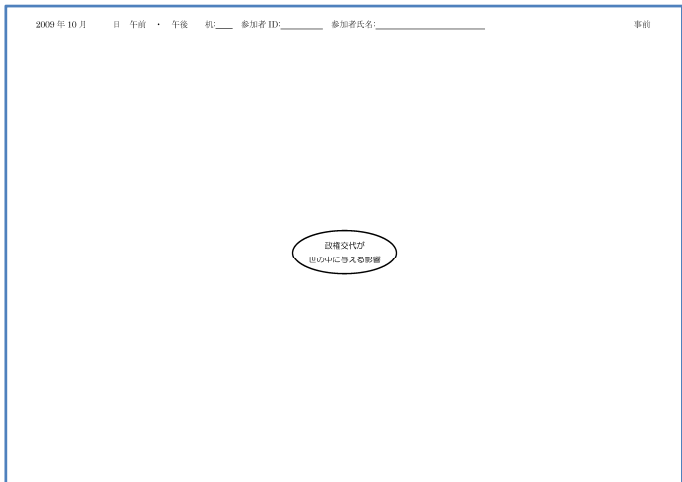 2009 年 10 月 日 午前 ・ 午後 机:___ 参加者 ID:________ 参加者氏名:____________________ 事前
政権交代が
世の中に与える影響